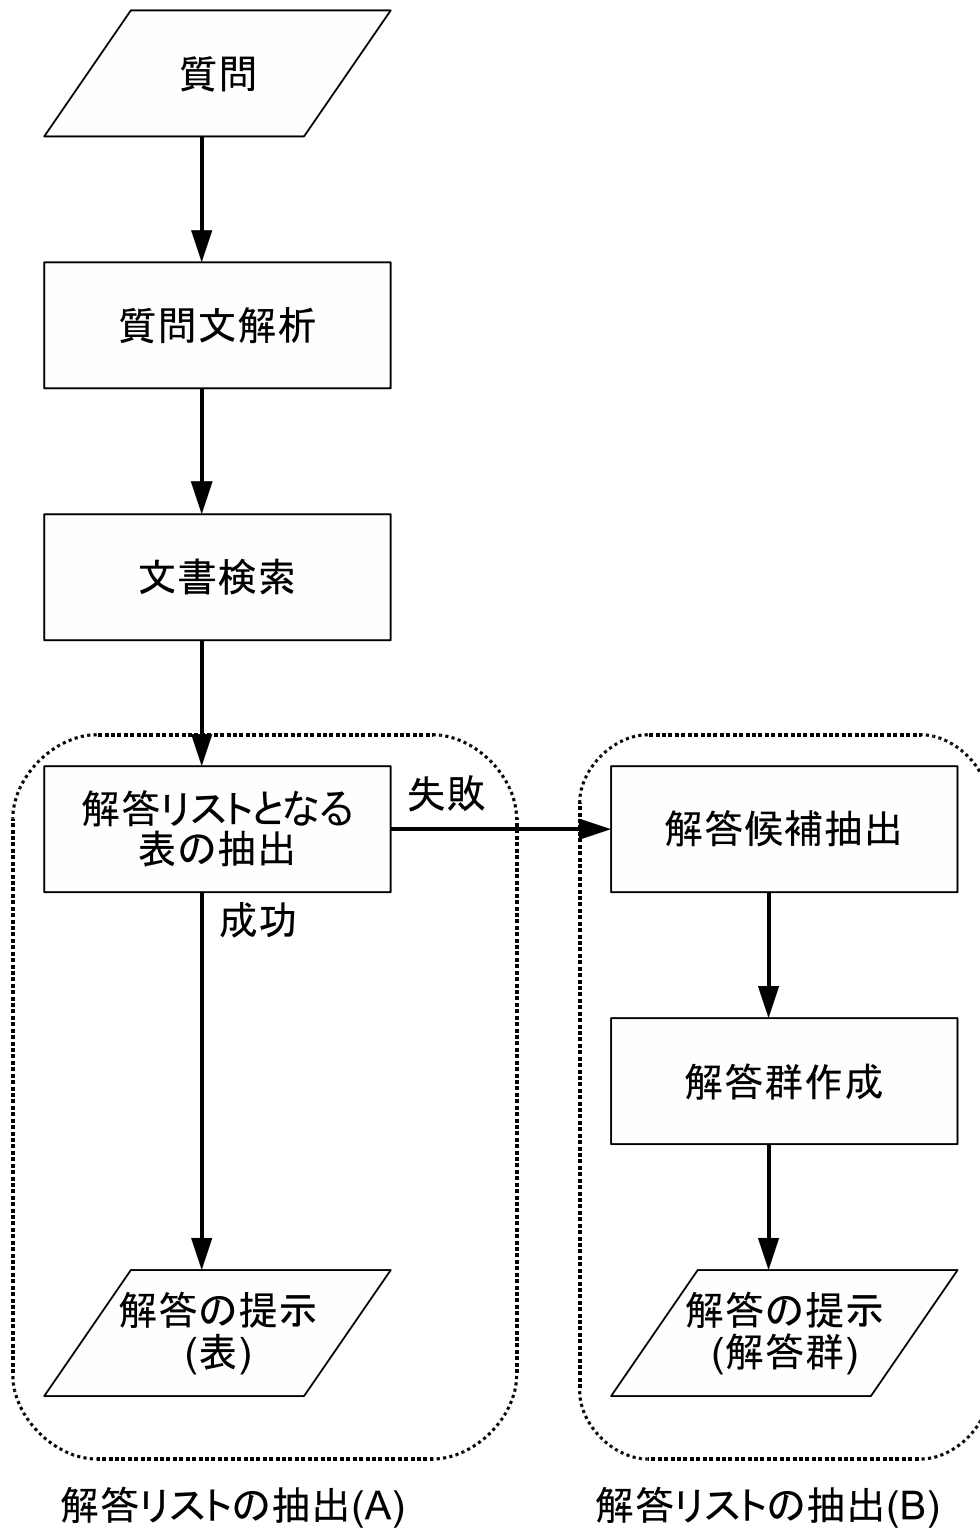 質問
質問文解析
文書検索
解答リストとなる
表の抽出
失敗
成功
解答候補抽出
解答群作成
解答の提示
(表)
解答の提示
(解答群)
解答リストの抽出(A)
解答リストの抽出(B)